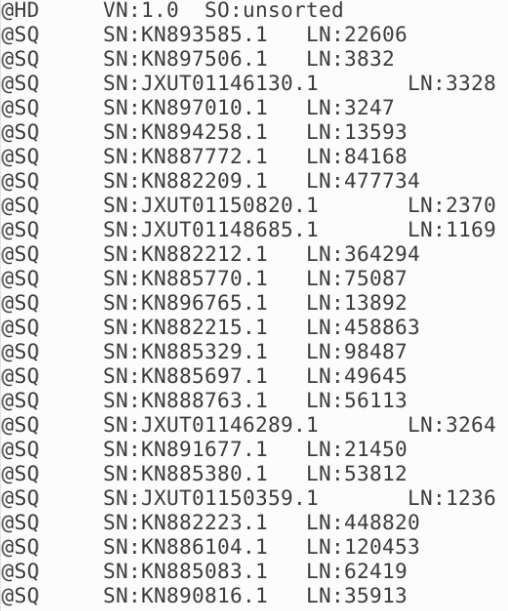 @HD	VN:1.0	SO:unsorted
@SQ	SN:KN893585.1	LN:22606
@SQ	SN:KN897506.1	LN:3832
@SQ	SN:JXUT01146130.1	LN:3328
@SQ	SN:KN897010.1	LN:3247
@SQ	SN:KN894258.1	LN:13593
@SQ	SN:KN887772.1	LN:84168
@SQ	SN:KN882209.1	LN:477734
@SQ	SN:JXUT01150820.1	LN:2370
@SQ	SN:JXUT01148685.1	LN:1169
@SQ	SN:KN882212.1	LN:364294
@SQ	SN:KN885770.1	LN:75087
@SQ	SN:KN896765.1	LN:13892
@SQ	SN:KN882215.1	LN:458863
@SQ	SN:KN885329.1	LN:98487
@SQ	SN:KN885697.1	LN:49645
@SQ	SN:KN888763.1	LN:56113
@SQ	SN:JXUT01146289.1	LN:3264
@SQ	SN:KN891677.1	LN:21450
@SQ	SN:KN885380.1	LN:53812
@SQ	SN:JXUT01150359.1	LN:1236
@SQ	SN:KN882223.1	LN:448820
@SQ	SN:KN886104.1	LN:120453
@SQ	SN:KN885083.1	LN:62419
@SQ	SN:KN890816.1	LN:35913